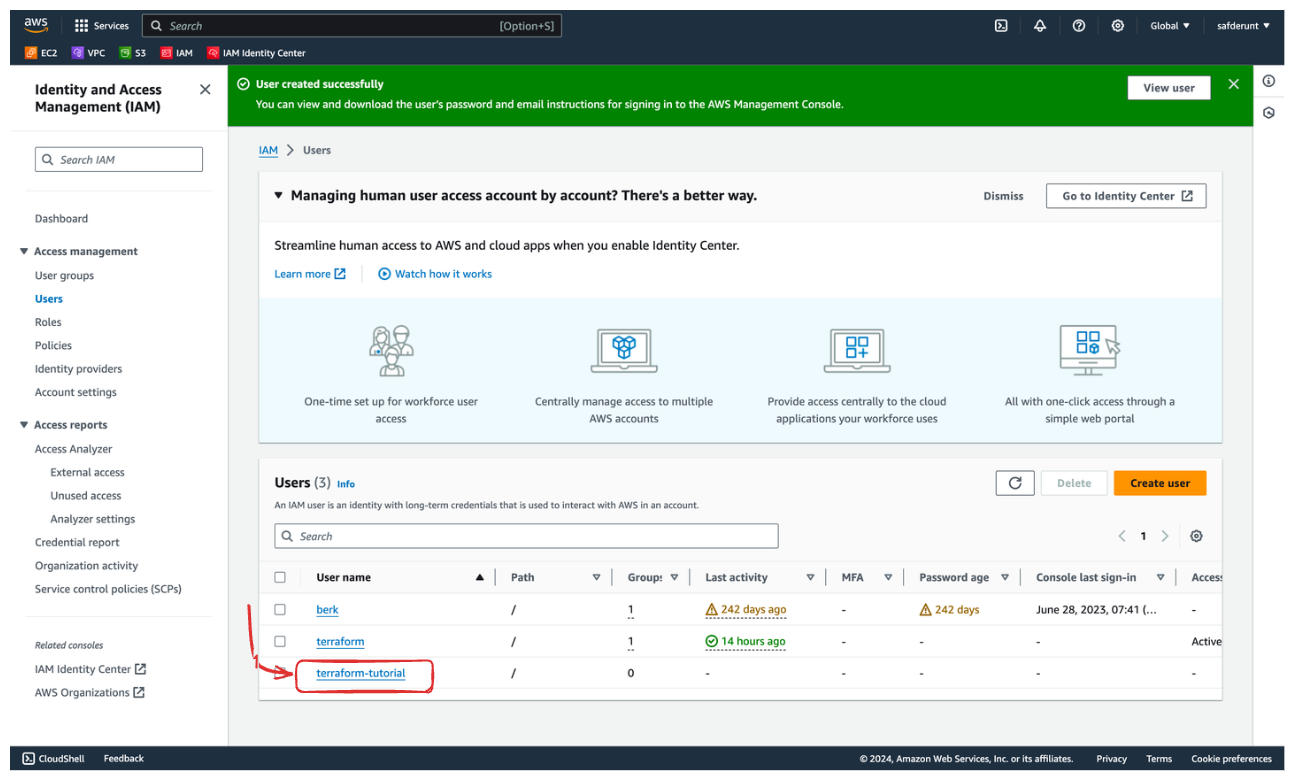 aws Services Search [Option+S] Global ▼ safderunt ▼
EC2 VPC S3 IAM IAM Identity Center
Identity and Access
Management (IAM)
Search IAM
Dashboard
Access management
User groups
Users
Roles
Policies
Identity providers
Account settings
Access reports
Access Analyzer
External access
Unused access
Analyzer settings
Credential report
Organization activity
Service control policies (SCPs)
Related consoles
IAM Identity Center
AWS Organizations
User created successfully
You can view and download the user's password and email instructions for signing in to the AWS Management Console.
View user
IAM > Users
Managing human user access account by account? There's a better way.
Dismiss
Go to Identity Center
Streamline human access to AWS and cloud apps when you enable Identity Center.
Learn more Watch how it works
One-time set up for workforce user
access
Centrally manage access to multiple
AWS accounts
Provide access centrally to the cloud
applications your workforce uses
All with one-click access through a
simple web portal
Users (3) Info
Delete Create user
An IAM user is an identity with long-term credentials that is used to interact with AWS in an account.
Search
1
User name Path Groups Last activity MFA Password age Console last sign-in Access
berk / 1 242 days ago - 242 days June 28, 2023, 07:41 (... -
terraform / 1 14 hours ago - - - Active
1
terraform-tutorial / 0 - - - - -
CloudShell Feedback © 2024, Amazon Web Services, Inc. or its affiliates. Privacy Terms Cookie preferences